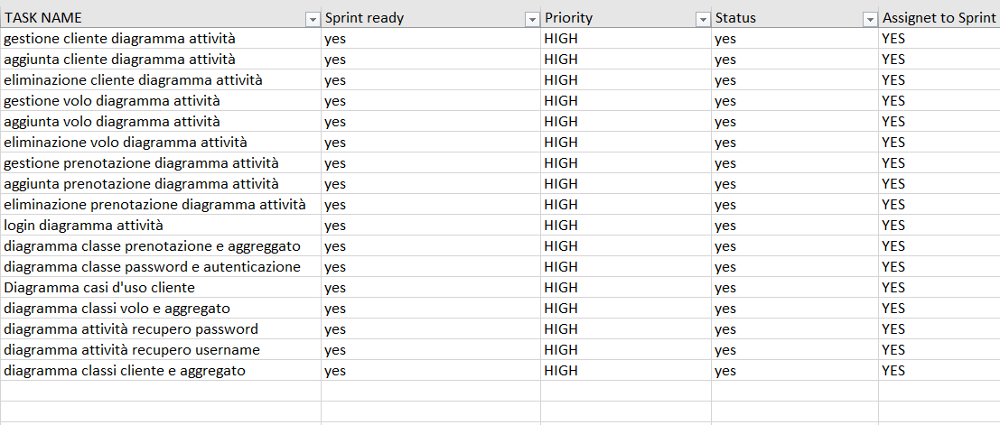 TASK NAME Sprint ready Priority Status Assignet to Sprint
gestione cliente diagramma attività yes HIGH yes YES
aggiunta cliente diagramma attività yes HIGH yes YES
eliminazione cliente diagramma attività yes HIGH yes YES
gestione volo diagramma attività yes HIGH yes YES
aggiunta volo diagramma attività yes HIGH yes YES
eliminazione volo diagramma attività yes HIGH yes YES
gestione prenotazione diagramma attività yes HIGH yes YES
aggiunta prenotazione diagramma attività yes HIGH yes YES
eliminazione prenotazione diagramma attività yes HIGH yes YES
login diagramma attività yes HIGH yes YES
diagramma classe prenotazione e aggreggato yes HIGH yes YES
diagramma classe password e autenticazione yes HIGH yes YES
Diagramma casi d'uso cliente yes HIGH yes YES
diagramma classi volo e aggregato yes HIGH yes YES
diagramma attività recupero password yes HIGH yes YES
diagramma attività recupero username yes HIGH yes YES
diagramma classi cliente e aggregato yes HIGH yes YES